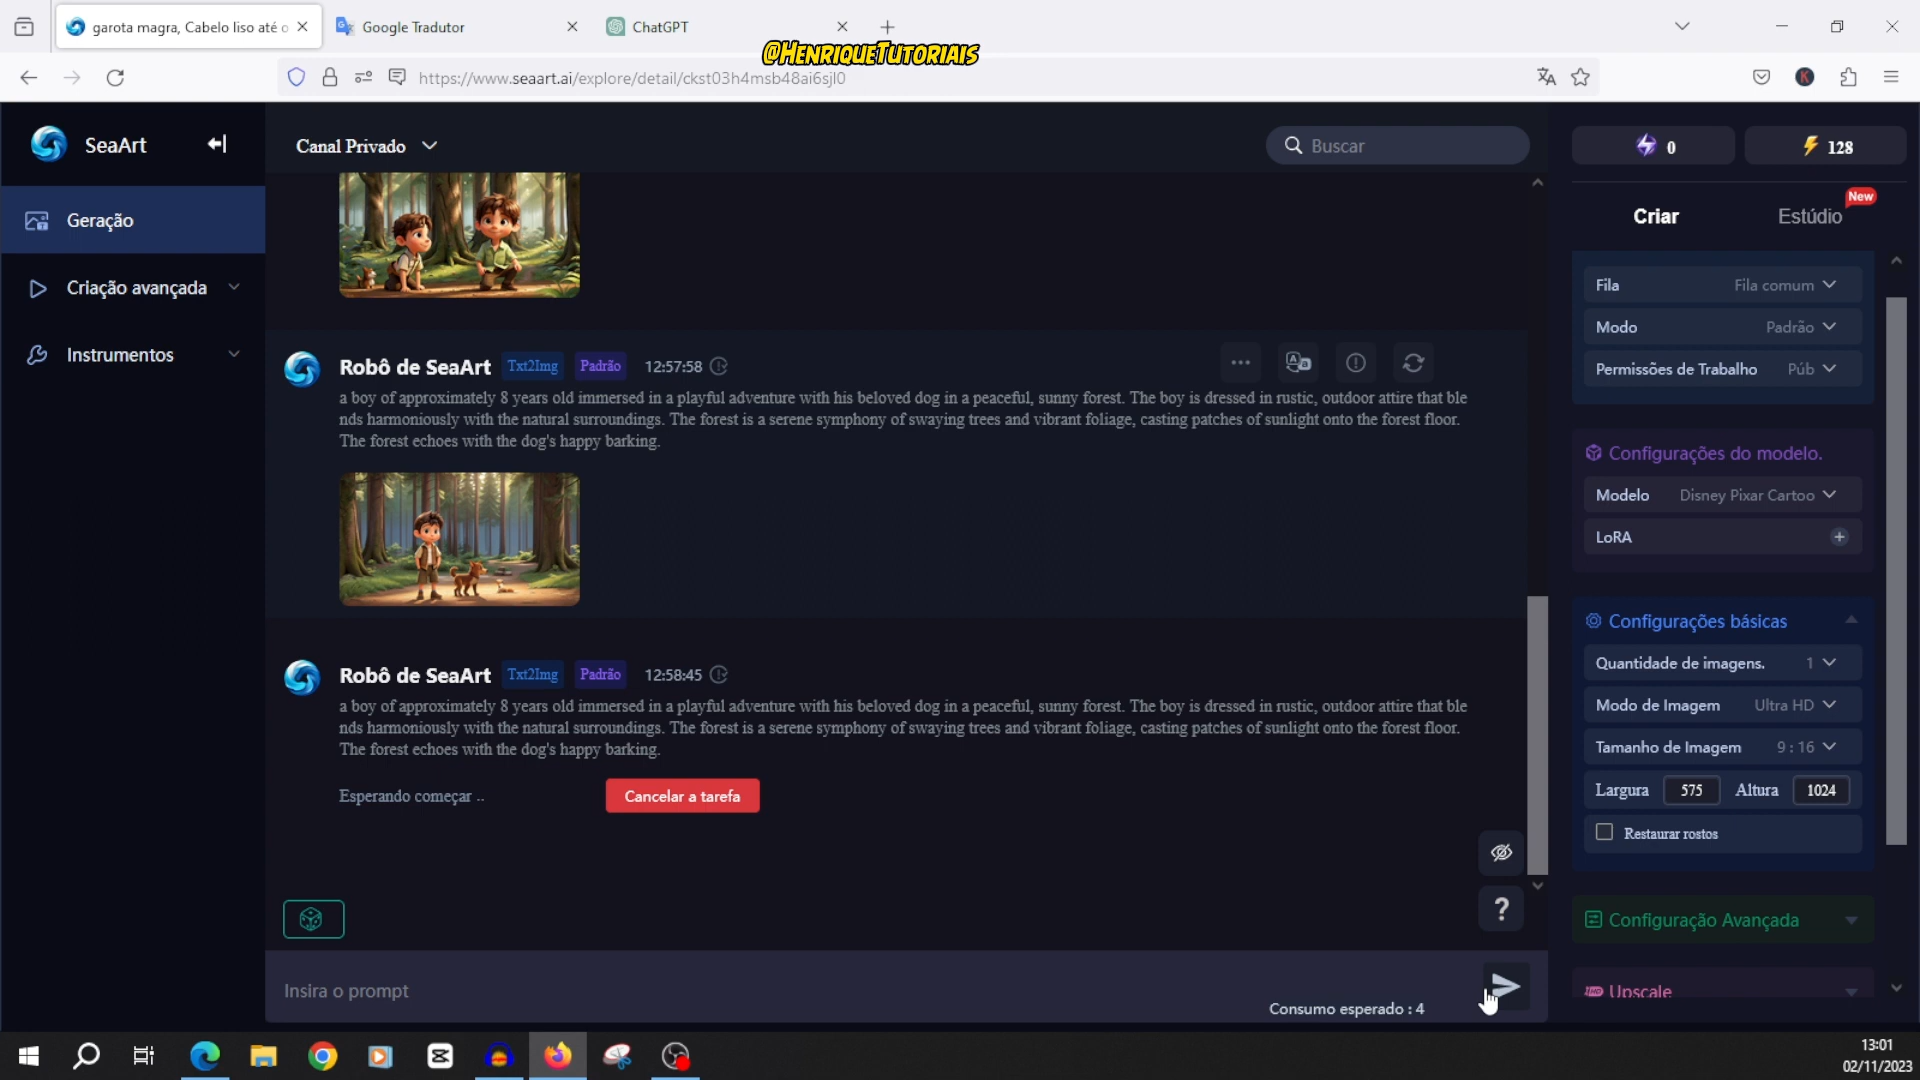 garota magra, Cabelo liso até o
Google Tradutor
ChatGPT
@HenriqueTutoriais
https://www.seaart.ai/explore/detail/ckst03h4msb48ai6sjl0
SeaArt
Canal Privado
Buscar
0
128
Geração
Criação avançada
Instrumentos
Criar
Estúdio
New
Robô de SeaArt Txt2Img Padrão 12:57:58
a boy of approximately 8 years old immersed in a playful adventure with his beloved dog in a peaceful, sunny forest. The boy is dressed in rustic, outdoor attire that ble
nds harmoniously with the natural surroundings. The forest is a serene symphony of swaying trees and vibrant foliage, casting patches of sunlight onto the forest floor.
The forest echoes with the dog's happy barking.
Robô de SeaArt Txt2Img Padrão 12:58:45
a boy of approximately 8 years old immersed in a playful adventure with his beloved dog in a peaceful, sunny forest. The boy is dressed in rustic, outdoor attire that ble
nds harmoniously with the natural surroundings. The forest is a serene symphony of swaying trees and vibrant foliage, casting patches of sunlight onto the forest floor.
The forest echoes with the dog's happy barking.
Esperando começar ..
Cancelar a tarefa
?
Insira o prompt
Consumo esperado : 4
Fila Fila comum
Modo Padrão
Permissões de Trabalho Púb
Configurações do modelo.
Modelo Disney Pixar Cartoo
LoRA
Configurações básicas
Quantidade de imagens. 1
Modo de Imagem Ultra HD
Tamanho de Imagem 9 : 16
Largura 575 Altura 1024
Restaurar rostos
Configuração Avançada
Upscale
13:01
02/11/2023